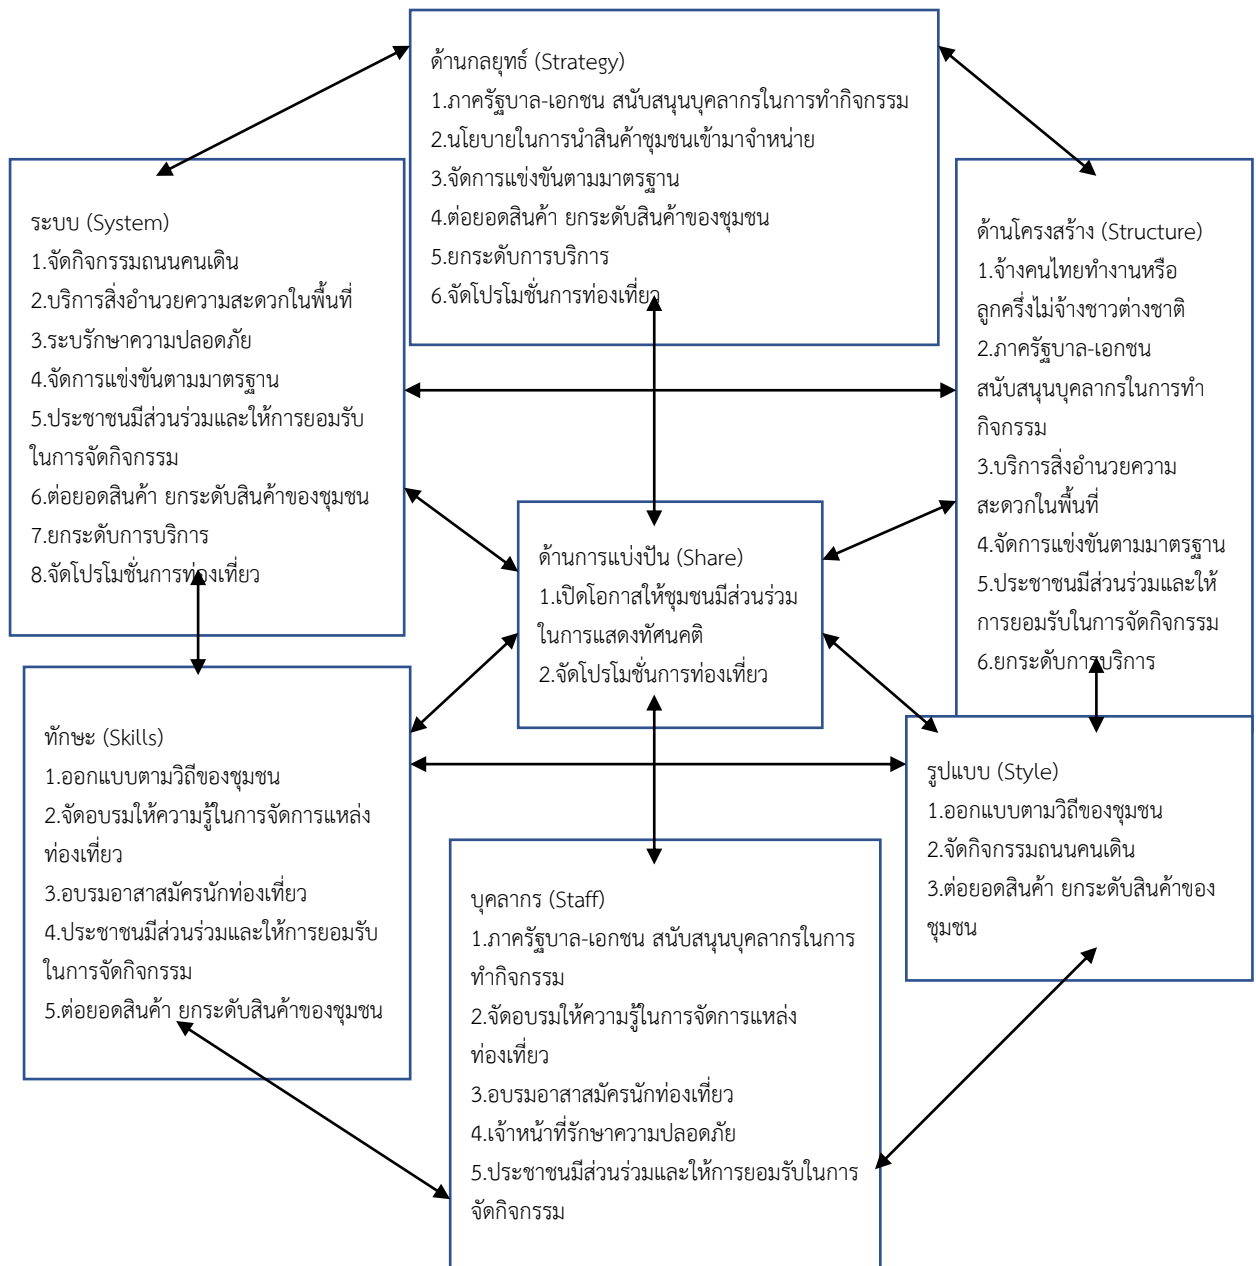 ด้านกลยุทธ์ (Strategy)
1.ภาครัฐบาล-เอกชน สนับสนุนบุคลากรในการทำกิจกรรม
2.นโยบายในการนำสินค้าชุมชนเข้ามาจำหน่าย
3.จัดการแข่งขันตามมาตรฐาน
4.ต่อยอดสินค้า ยกระดับสินค้าของชุมชน
5.ยกระดับการบริการ
6.จัดโปรโมชั่นการท่องเที่ยว
ระบบ (System)
1.จัดกิจกรรมถนนคนเดิน
2.บริการสิ่งอำนวยความสะดวกในพื้นที่
3.ระบรักษาความปลอดภัย
4.จัดการแข่งขันตามมาตรฐาน
5.ประชาชนมีส่วนร่วมและให้การยอมรับ
ในการจัดกิจกรรม
6.ต่อยอดสินค้า ยกระดับสินค้าของชุมชน
7.ยกระดับการบริการ
8.จัดโปรโมชั่นการท่องเที่ยว
ด้านโครงสร้าง (Structure)
1.จ้างคนไทยทำงานหรือ
ลูกครึ่งไม่จ้างชาวต่างชาติ
2.ภาครัฐบาล-เอกชน
สนับสนุนบุคลากรในการทำ
กิจกรรม
3.บริการสิ่งอำนวยความ
สะดวกในพื้นที่
4.จัดการแข่งขันตามมาตรฐาน
5.ประชาชนมีส่วนร่วมและให้
การยอมรับในการจัดกิจกรรม
6.ยกระดับการบริการ
ด้านการแบ่งปัน (Share)
1.เปิดโอกาสให้ชุมชนมีส่วนร่วม
ในการแสดงทัศนคติ
2.จัดโปรโมชั่นการท่องเที่ยว
ทักษะ (Skills)
1.ออกแบบตามวิถีของชุมชน
2.จัดอบรมให้ความรู้ในการจัดการแหล่ง
ท่องเที่ยว
3.อบรมอาสาสมัครนักท่องเที่ยว
4.ประชาชนมีส่วนร่วมและให้การยอมรับ
ในการจัดกิจกรรม
5.ต่อยอดสินค้า ยกระดับสินค้าของชุมชน
รูปแบบ (Style)
1.ออกแบบตามวิถีของชุมชน
2.จัดกิจกรรมถนนคนเดิน
3.ต่อยอดสินค้า ยกระดับสินค้าของ
ชุมชน
บุคลากร (Staff)
1.ภาครัฐบาล-เอกชน สนับสนุนบุคลากรในการ
ทำกิจกรรม
2.จัดอบรมให้ความรู้ในการจัดการแหล่ง
ท่องเที่ยว
3.อบรมอาสาสมัครนักท่องเที่ยว
4.เจ้าหน้าที่รักษาความปลอดภัย
5.ประชาชนมีส่วนร่วมและให้การยอมรับในการ
จัดกิจกรรม